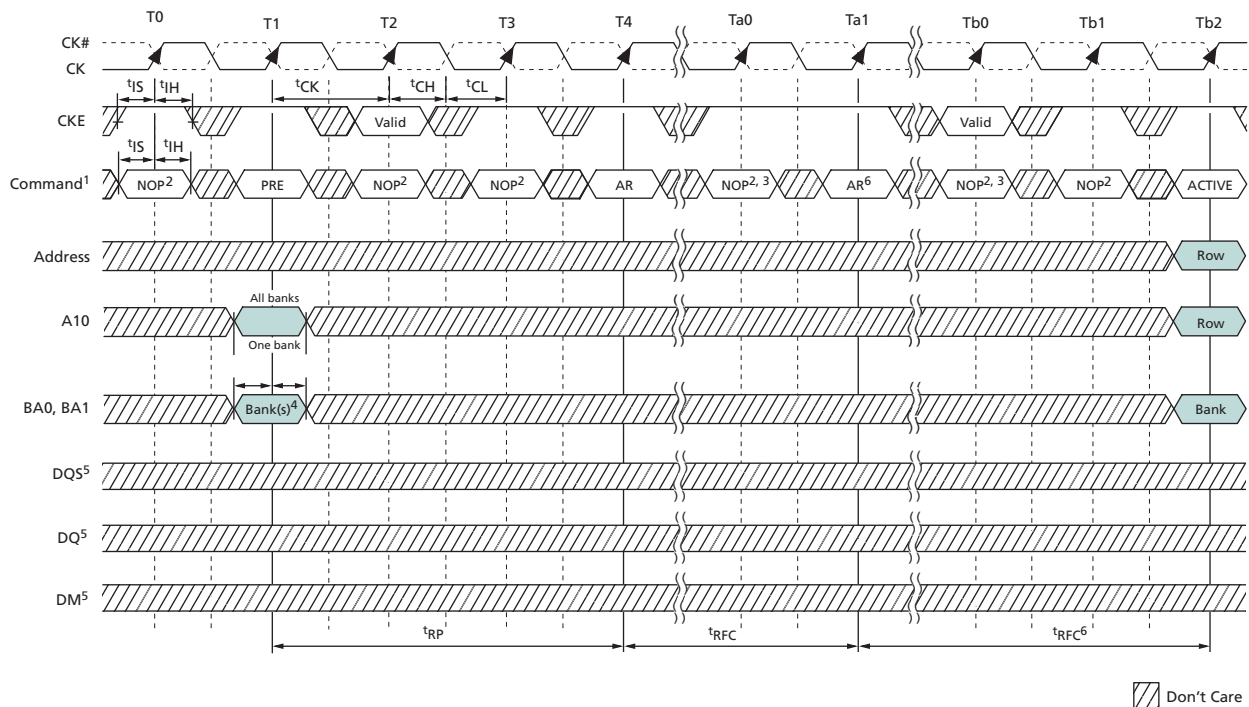 T0 T1 T2 T3 T4 Ta0 Ta1 Tb0 Tb1 Tb2
CK#
CK
tIS tIH tCK tCH tCL
CKE Valid Valid
tIS tIH
Command1 NOP2 PRE NOP2 NOP2 AR NOP2, 3 AR6 NOP2, 3 NOP2 ACTIVE
Address Row
All banks
A10 Row
One bank
BA0, BA1 Bank(s)4 Bank
DQS5
DQ5
DM5
tRP tRFC tRFC6
Don't Care